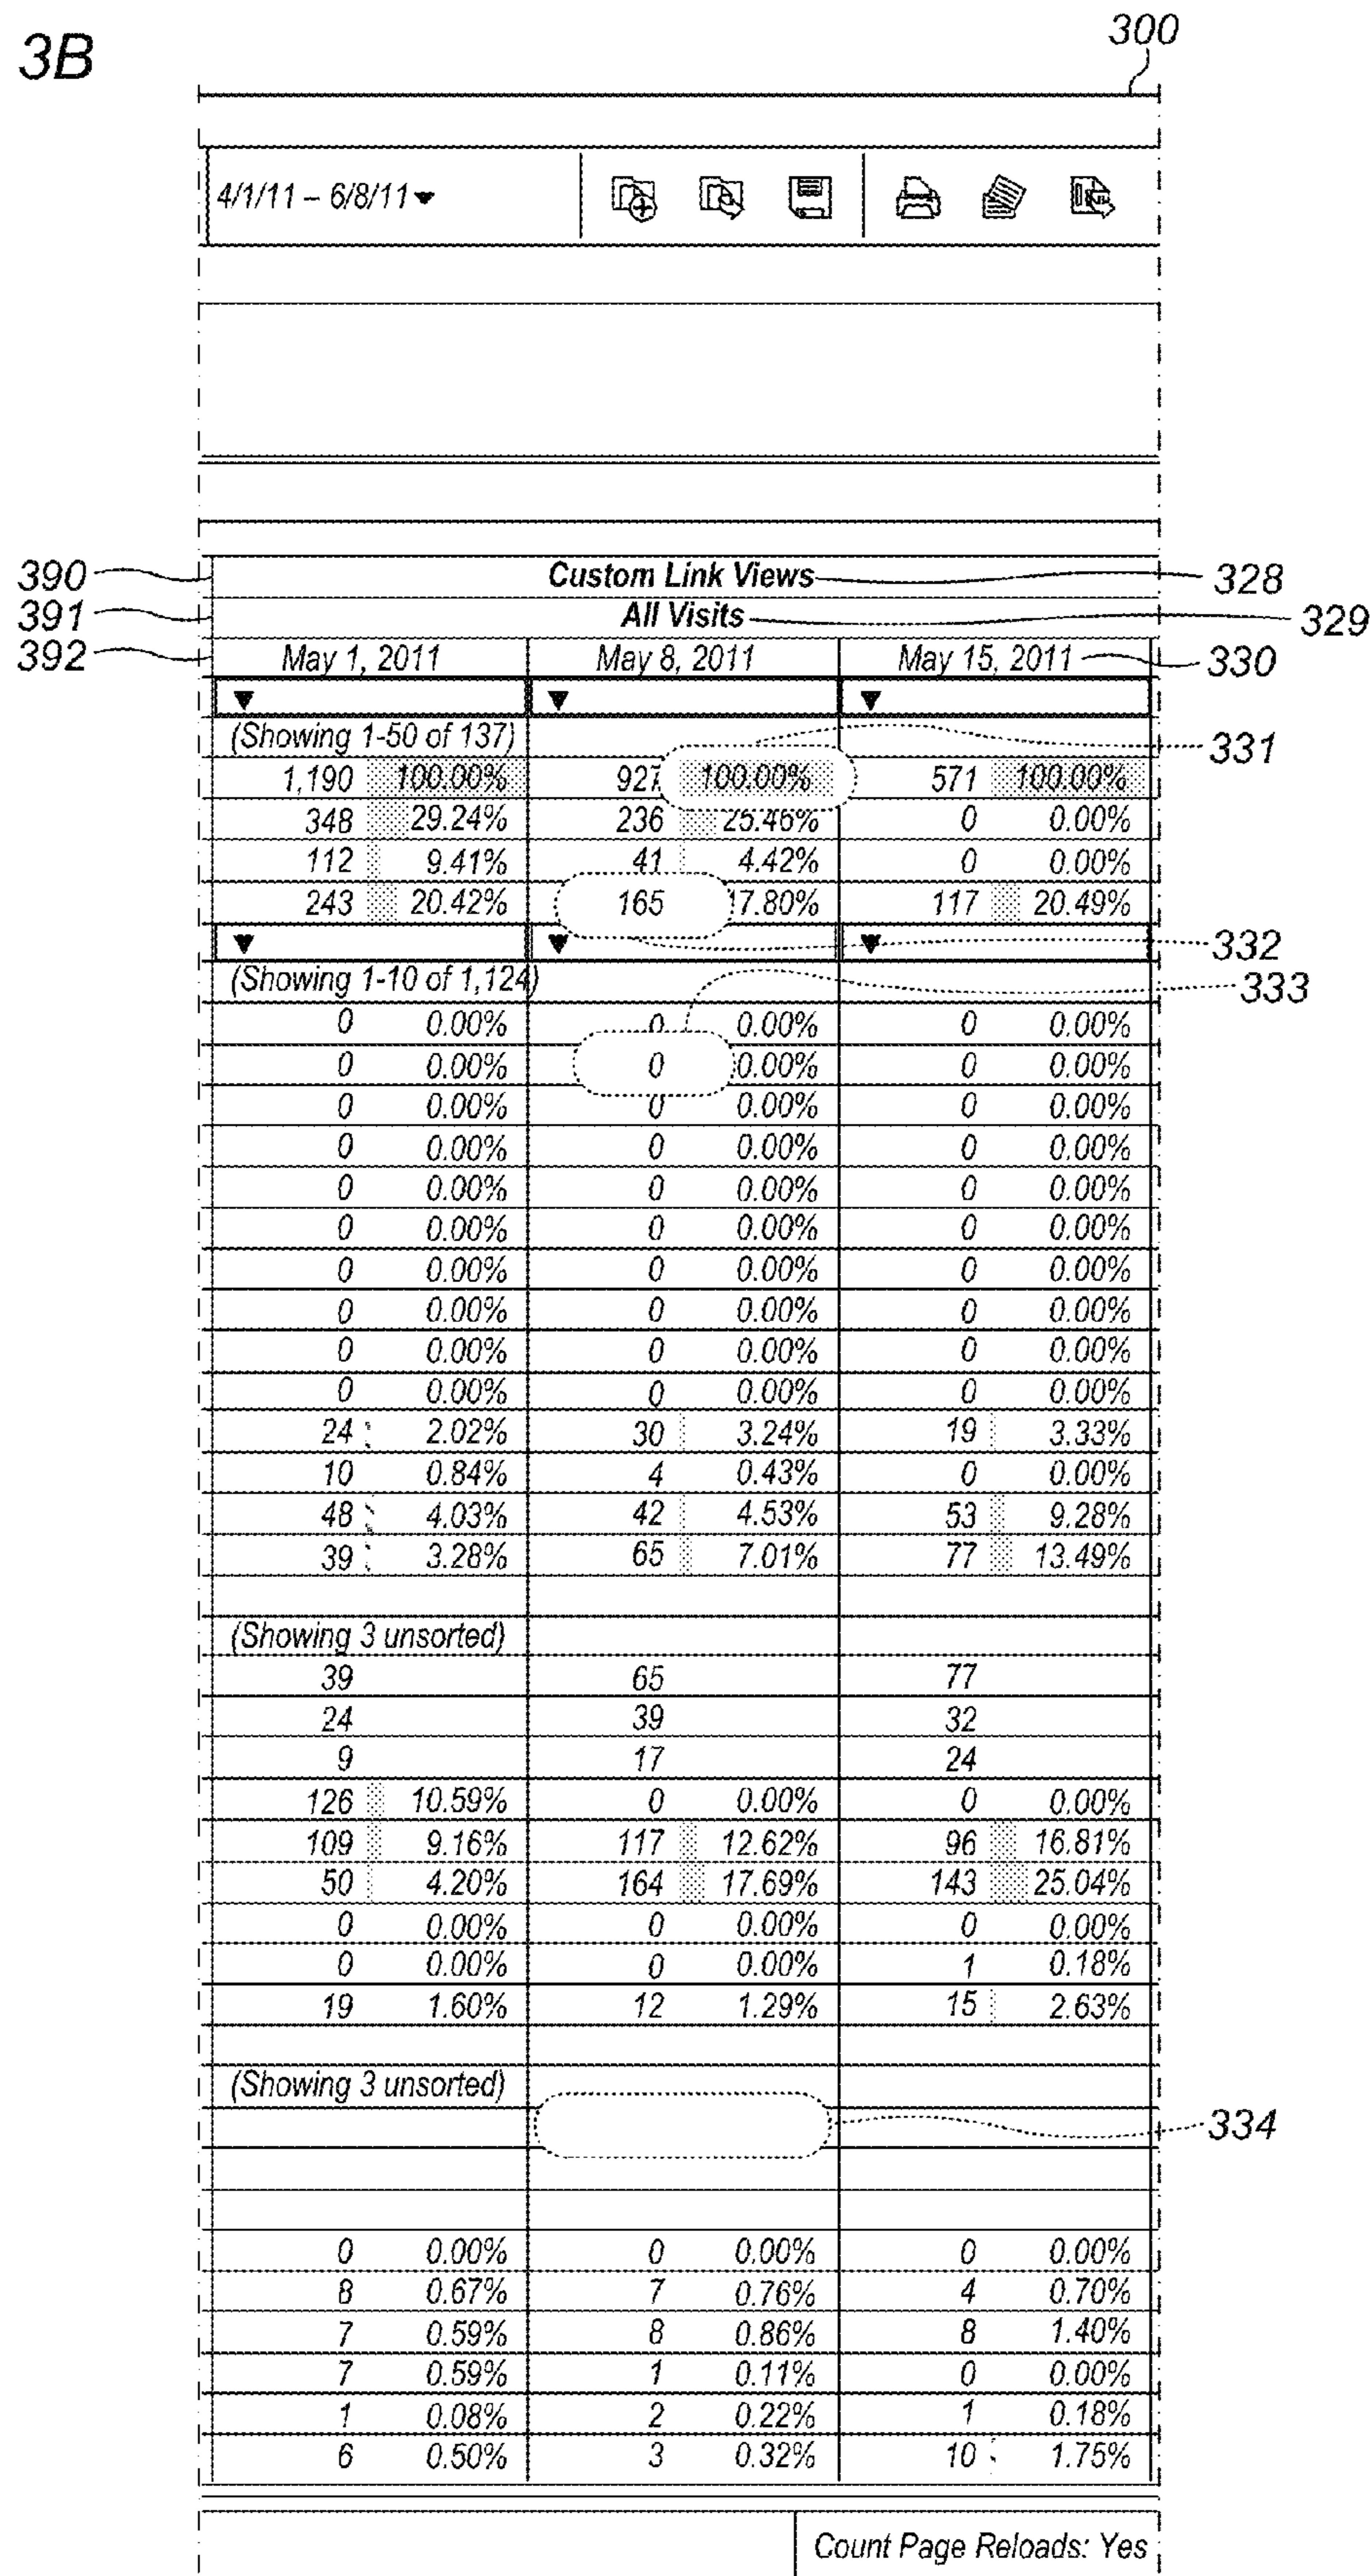 3B
300
4/1/11 – 6/8/11
390 Custom Link Views 328
391 All Visits 329
392 May 1, 2011 May 8, 2011 May 15, 2011 330
(Showing 1-50 of 137) 331
1,190 100.00% 927 100.00% 571 100.00%
348 29.24% 236 25.46% 0 0.00%
112 9.41% 41 4.42% 0 0.00%
243 20.42% 165 17.80% 117 20.49%
332
(Showing 1-10 of 1,124) 333
0 0.00% 0 0.00% 0 0.00%
0 0.00% 0 0.00% 0 0.00%
0 0.00% 0 0.00% 0 0.00%
0 0.00% 0 0.00% 0 0.00%
0 0.00% 0 0.00% 0 0.00%
0 0.00% 0 0.00% 0 0.00%
0 0.00% 0 0.00% 0 0.00%
0 0.00% 0 0.00% 0 0.00%
0 0.00% 0 0.00% 0 0.00%
0 0.00% 0 0.00% 0 0.00%
24 2.02% 30 3.24% 19 3.33%
10 0.84% 4 0.43% 0 0.00%
48 4.03% 42 4.53% 53 9.28%
39 3.28% 65 7.01% 77 13.49%
(Showing 3 unsorted)
39 65 77
24 39 32
9 17 24
126 10.59% 0 0.00% 0 0.00%
109 9.16% 117 12.62% 96 16.81%
50 4.20% 164 17.69% 143 25.04%
0 0.00% 0 0.00% 0 0.00%
0 0.00% 0 0.00% 1 0.18%
19 1.60% 12 1.29% 15 2.63%
(Showing 3 unsorted)
334
0 0.00% 0 0.00% 0 0.00%
8 0.67% 7 0.76% 4 0.70%
7 0.59% 8 0.86% 8 1.40%
7 0.59% 1 0.11% 0 0.00%
1 0.08% 2 0.22% 1 0.18%
6 0.50% 3 0.32% 10 1.75%
Count Page Reloads: Yes